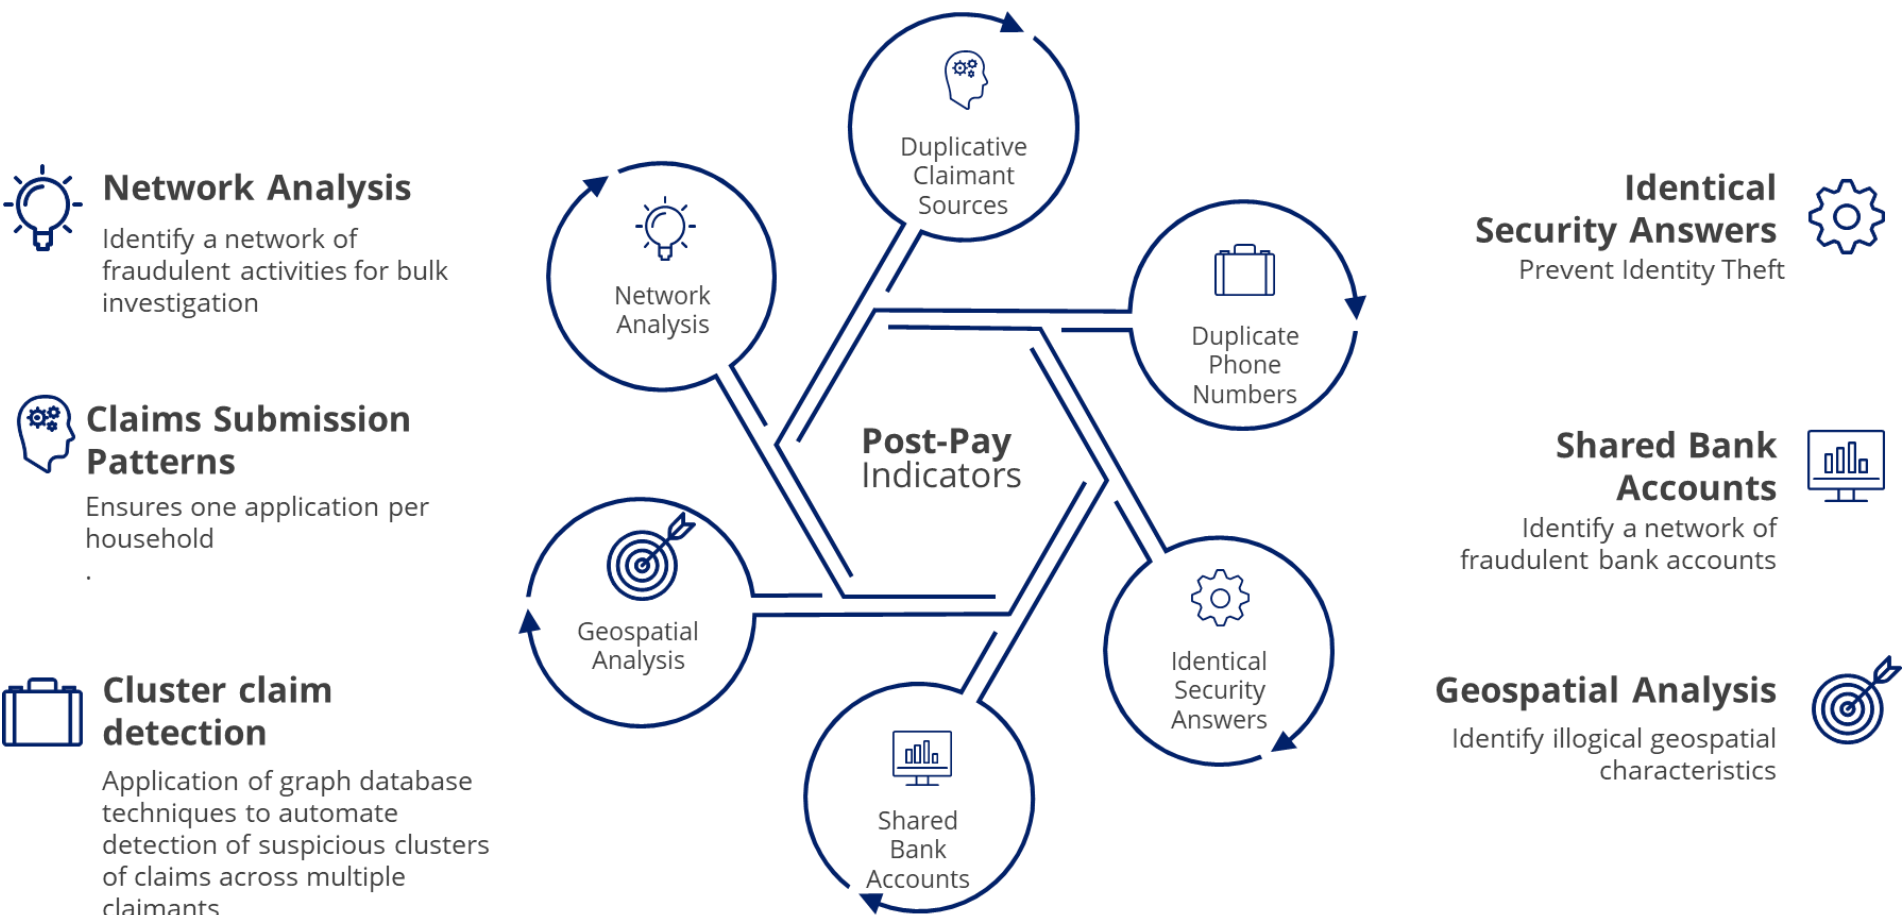 Network Analysis
Identify a network of
fraudulent activities for bulk
investigation
Claims Submission
Patterns
Ensures one application per
household
.
Cluster claim
detection
Application of graph database
techniques to automate
detection of suspicious clusters
of claims across multiple
claimants
Duplicative
Claimant
Sources
Network
Analysis
Duplicate
Phone
Numbers
Post-Pay
Indicators
Geospatial
Analysis
Identical
Security
Answers
Shared
Bank
Accounts
Identical
Security Answers
Prevent Identity Theft
Shared Bank
Accounts
Identify a network of
fraudulent bank accounts
Geospatial Analysis
Identify illogical geospatial
characteristics